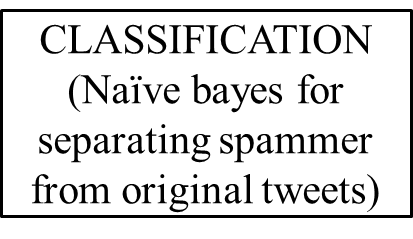 CLASSIFICATION
(Naïve bayes for
separating spammer
from original tweets)